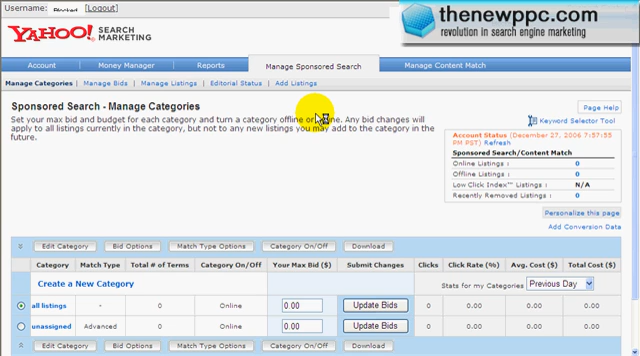 Username: Blocked [Logout]
thenewppc.com
revolution in search engine marketing
YAHOO! SEARCH MARKETING
Account Money Manager Reports Manage Sponsored Search Manage Content Match
Manage Categories | Manage Bids | Manage Listings | Editorial Status | Add Listings
Sponsored Search - Manage Categories
Page Help
Set your max bid and budget for each category and turn a category offline or online. Any bid changes will
apply to all listings currently in the category, but not to any new listings you may add to the category in the
future.
Keyword Selector Tool
Account Status (December 27, 2006 7:57:55
PM PST) Refresh
Sponsored Search/Content Match
Online Listings : 0
Offline Listings : 0
Low Click Index™ Listings : N/A
Recently Removed Listings : 0
Personalize this page
Add Conversion Data
Edit Category Bid Options Match Type Options Category On/Off Download
Category Match Type Total # of Terms Category On/Off Your Max Bid ($) Submit Changes Clicks Click Rate (%) Avg. Cost ($) Total Cost ($)
Create a New Category Stats for my Categories Previous Day
all listings - 0 Online 0.00 Update Bids 0 0.00 0.00 0.00
unassigned Advanced 0 Online 0.00 Update Bids 0 0.00 0.00 0.00
Edit Category Bid Options Match Type Options Category On/Off Download